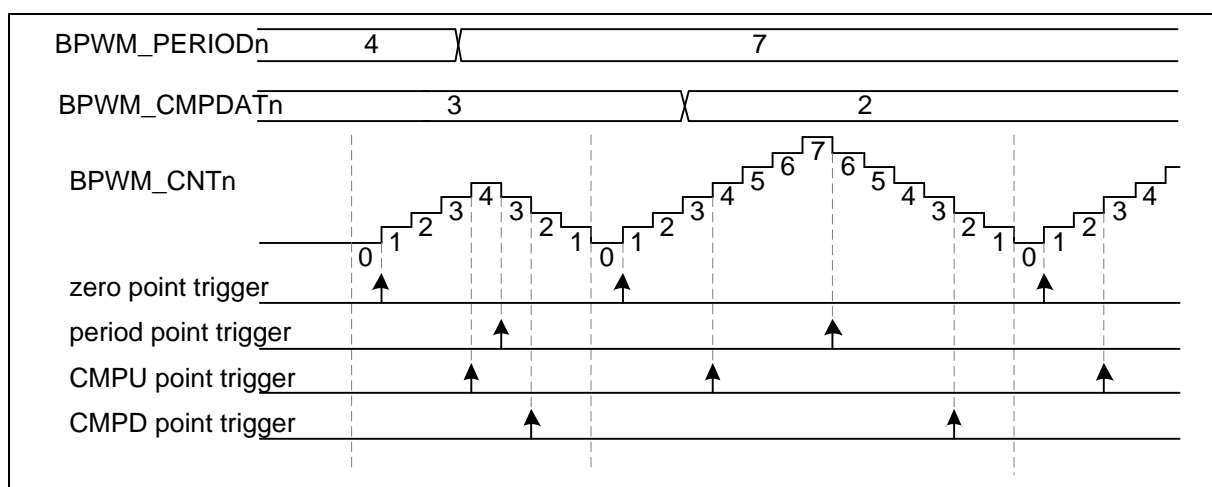 BPWM_PERIODn 4 7
BPWM_CMPDATn 3 2
BPWM_CNTn 0 1 2 3 4 3 2 1 0 1 2 3 4 5 6 7 6 5 4 3 2 1 0 1 2 3 4
zero point trigger
period point trigger
CMPU point trigger
CMPD point trigger